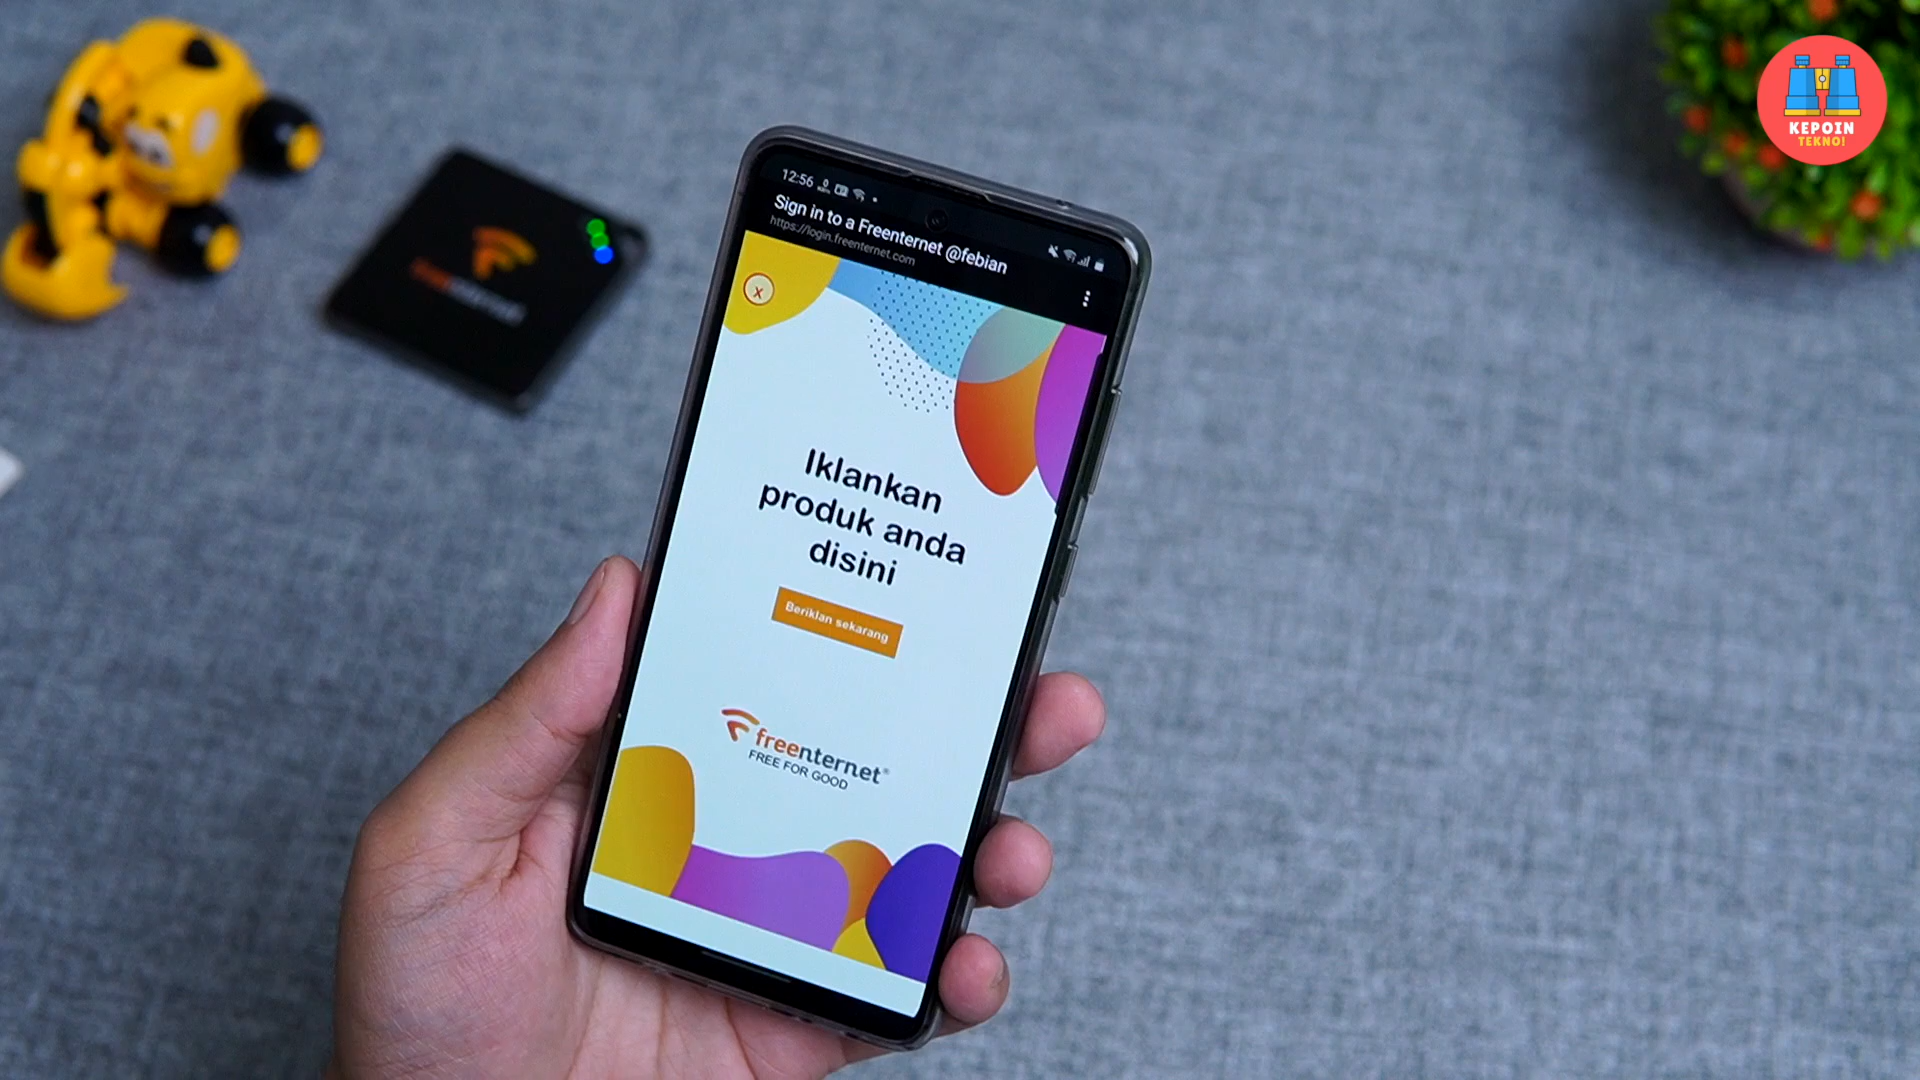 KEPOIN
TEKNO!
freenternet
12:56
Sign in to a Freenternet @febian
https://login.freenternet.com
x
Iklankan
produk anda
disini
Beriklan sekarang
freenternet®
FREE FOR GOOD